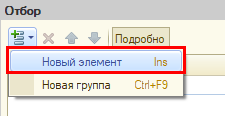 Отбор
Подробно
Новый элемент Ins
Новая группа Ctrl+F9